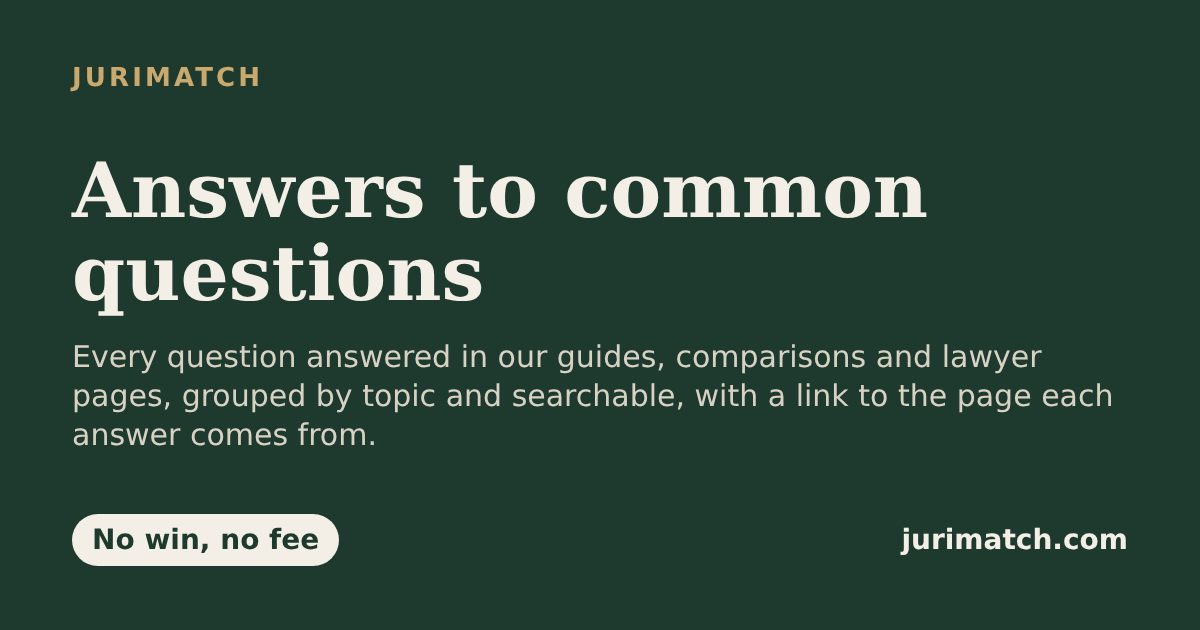 JURIMATCH
Answers to common
questions
Every question answered in our guides, comparisons and lawyer
pages, grouped by topic and searchable, with a link to the page each
answer comes from.
No win, no fee
jurimatch.com